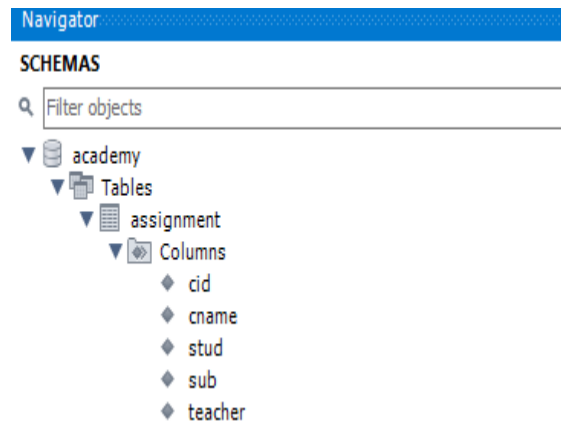 Navigator
SCHEMAS
Filter objects
academy
Tables
assignment
Columns
cid
cname
stud
sub
teacher